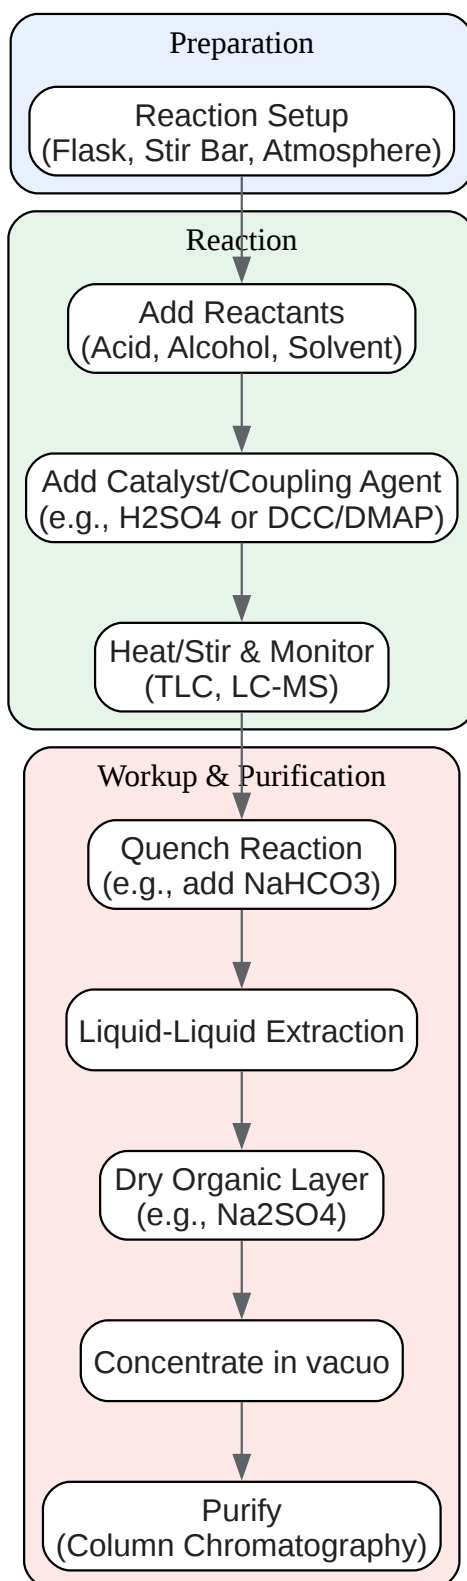 Preparation
Reaction Setup
(Flask, Stir Bar, Atmosphere)
Reaction
Add Reactants
(Acid, Alcohol, Solvent)
Add Catalyst/Coupling Agent
(e.g., H2SO4 or DCC/DMAP)
Heat/Stir & Monitor
(TLC, LC-MS)
Workup & Purification
Quench Reaction
(e.g., add NaHCO3)
Liquid-Liquid Extraction
Dry Organic Layer
(e.g., Na2SO4)
Concentrate in vacuo
Purify
(Column Chromatography)